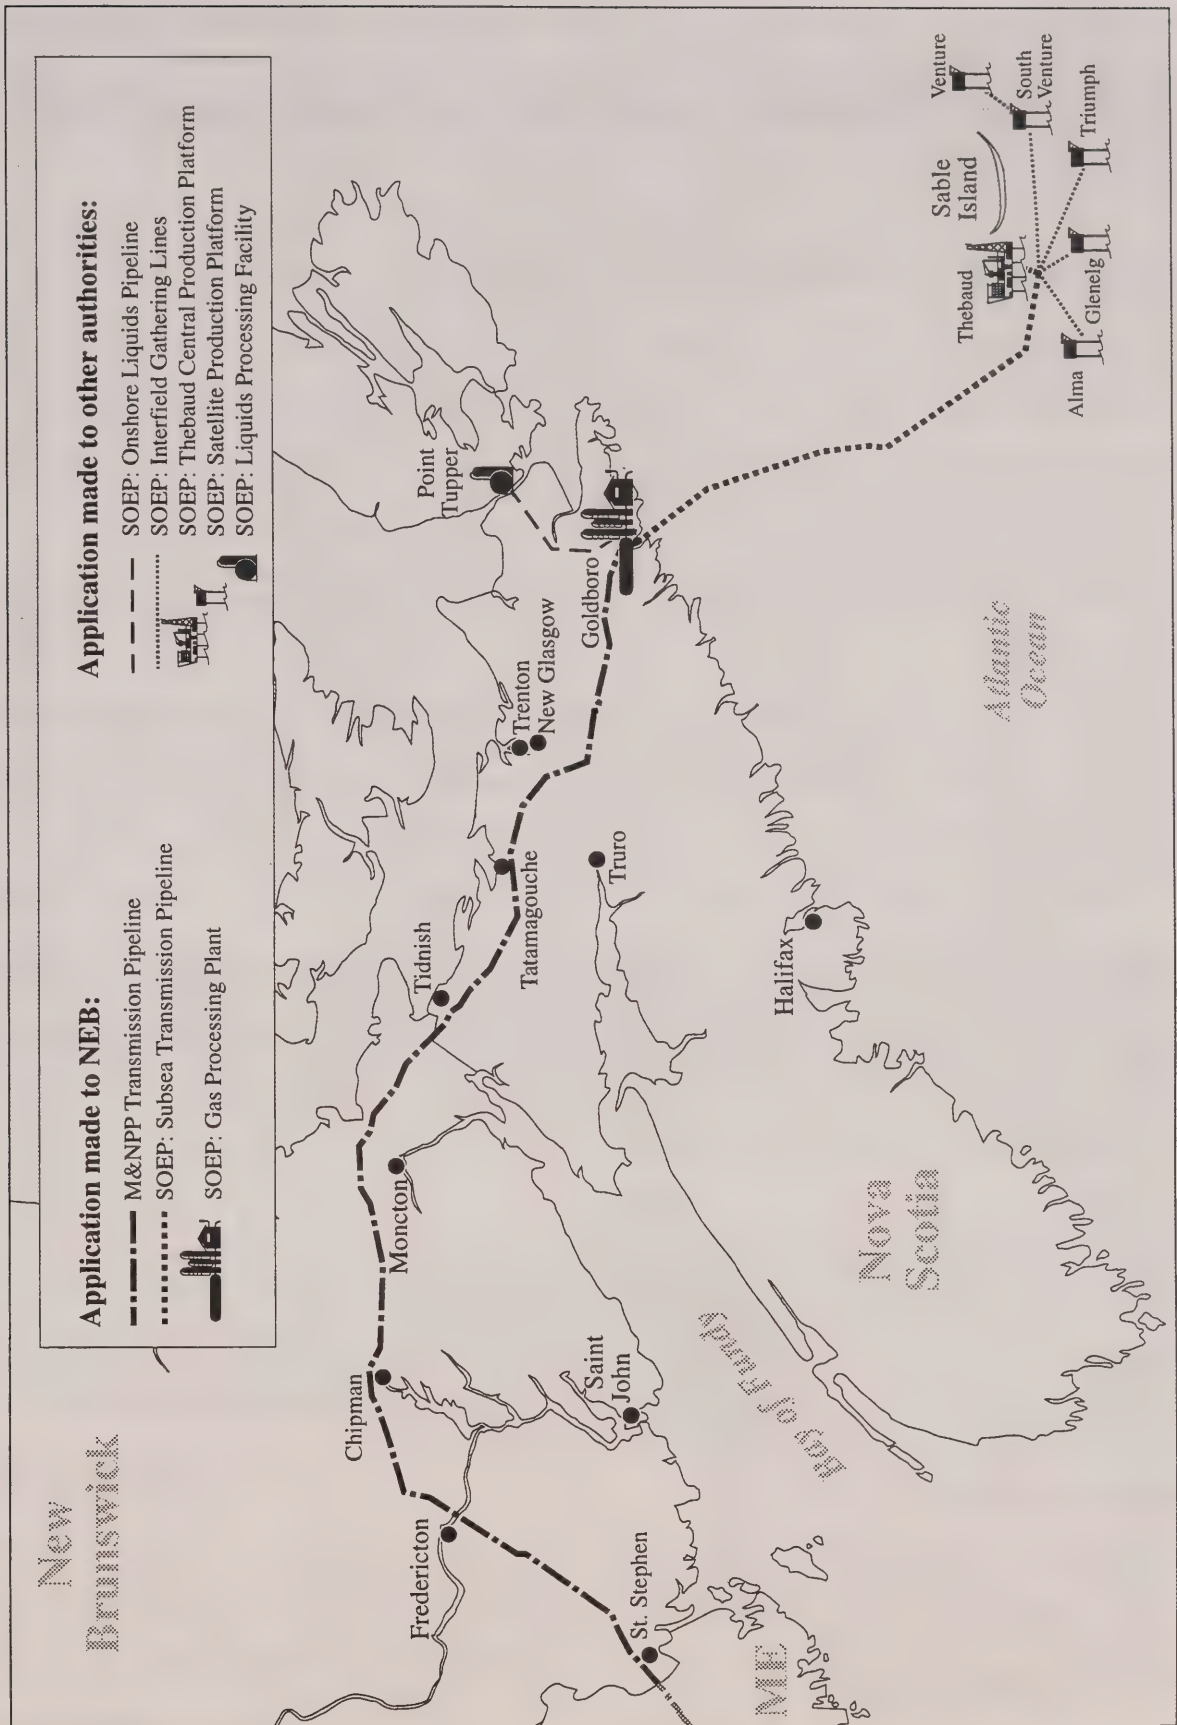 New
Brunswick
Application made to NEB:
M&NPP Transmission Pipeline
SOEP: Subsea Transmission Pipeline
SOEP: Gas Processing Plant
Application made to other authorities:
SOEP: Onshore Liquids Pipeline
SOEP: Interfield Gathering Lines
SOEP: Thebaud Central Production Platform
SOEP: Satellite Production Platform
SOEP: Liquids Processing Facility
Chipman
Fredericton
Moncton
Tidnish
Tatamagouche
Trenton
New Glasgow
Point
Tupper
Goldboro
Truro
Saint
John
St. Stephen
ME
Bay of Fundy
Halifax
Nova
Scotia
Atlantic
Ocean
Sable
Island
Thebaud
Venture
South
Venture
Triumph
Glenelg
Alma